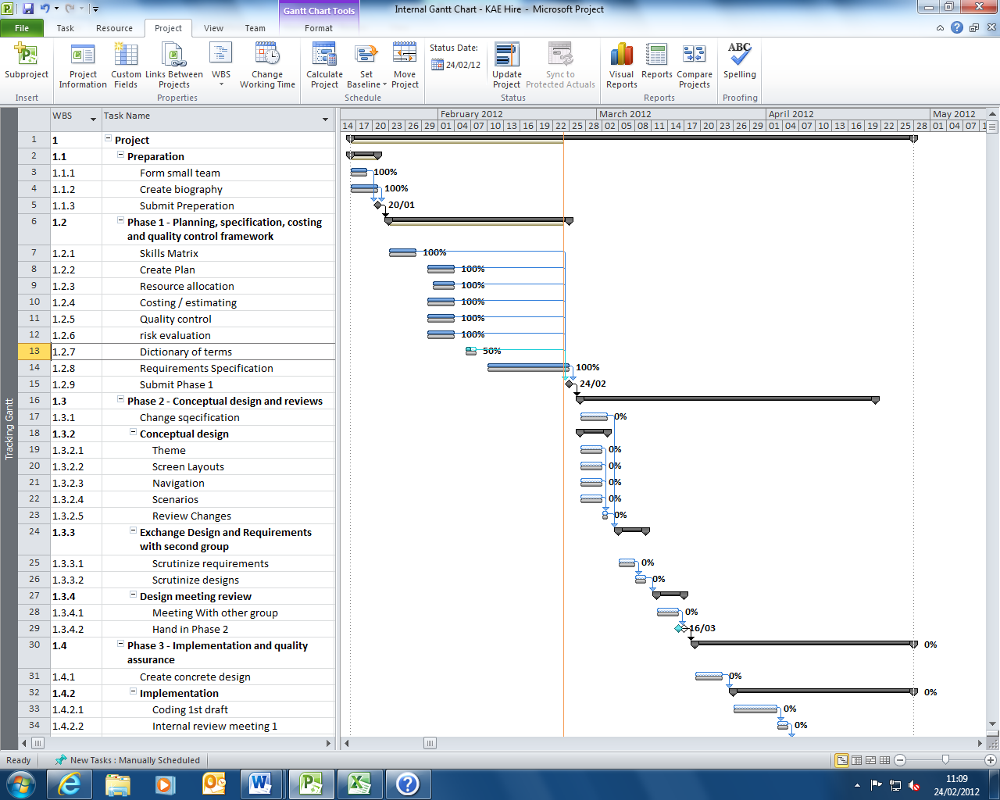 Gantt Chart Tools
Internal Gantt Chart - KAE Hire - Microsoft Project
File Task Resource Project View Team Format
Subproject
Project Information
Custom Fields
Links Between Projects
WBS
Change Working Time
Calculate Project
Set Baseline
Move Project
Status Date:
24/02/12
Update Project
Sync to Protected Actuals
Visual Reports
Reports
Compare Projects
ABC
Spelling
Insert Properties Schedule Status Reports Proofing
WBS Task Name
February 2012 March 2012 April 2012 May 2012
14 17 20 23 26 29 01 04 07 10 13 16 19 22 25 28 02 05 08 11 14 17 20 23 26 29 01 04 07 10 13 16 19 22 25 28 01 04 07
1 1 Project
2 1.1 Preparation
3 1.1.1 Form small team 100%
4 1.1.2 Create biography 100%
5 1.1.3 Submit Preperation 20/01
6 1.2 Phase 1 - Planning, specification, costing
and quality control framework
7 1.2.1 Skills Matrix 100%
8 1.2.2 Create Plan 100%
9 1.2.3 Resource allocation 100%
10 1.2.4 Costing / estimating 100%
11 1.2.5 Quality control 100%
12 1.2.6 risk evaluation 100%
13 1.2.7 Dictionary of terms 50%
14 1.2.8 Requirements Specification 100%
15 1.2.9 Submit Phase 1 24/02
16 1.3 Phase 2 - Conceptual design and reviews
17 1.3.1 Change sqecification 0%
18 1.3.2 Conceptual design
19 1.3.2.1 Theme 0%
20 1.3.2.2 Screen Layouts 0%
21 1.3.2.3 Navigation 0%
22 1.3.2.4 Scenarios 0%
23 1.3.2.5 Review Changes 0%
24 1.3.3 Exchange Design and Requirements
with second group
25 1.3.3.1 Scrutinize requirements 0%
26 1.3.3.2 Scrutinize designs 0%
27 1.3.4 Design meeting review
28 1.3.4.1 Meeting With other group 0%
29 1.3.4.2 Hand in Phase 2 16/03
30 1.4 Phase 3 - Implementation and quality 0%
assurance
31 1.4.1 Create concrete design 0%
32 1.4.2 Implementation 0%
33 1.4.2.1 Coding 1st draft 0%
34 1.4.2.2 Internal review meeting 1 0%
Tracking Gantt
Ready New Tasks : Manually Scheduled
11:09
24/02/2012